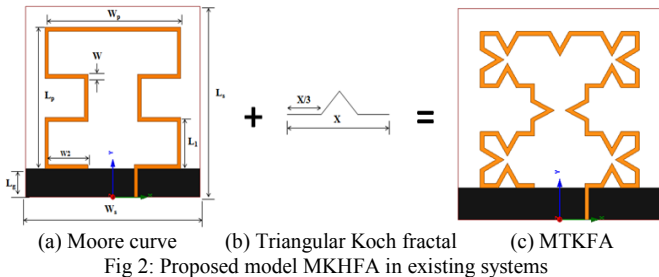 Wp
W
Lp
Ls
X/3
X
+
=
W2
L1
Lg
Y
Y
Ws
(a) Moore curve (b) Triangular Koch fractal (c) MTKFA
Fig 2: Proposed model MKHFA in existing systems